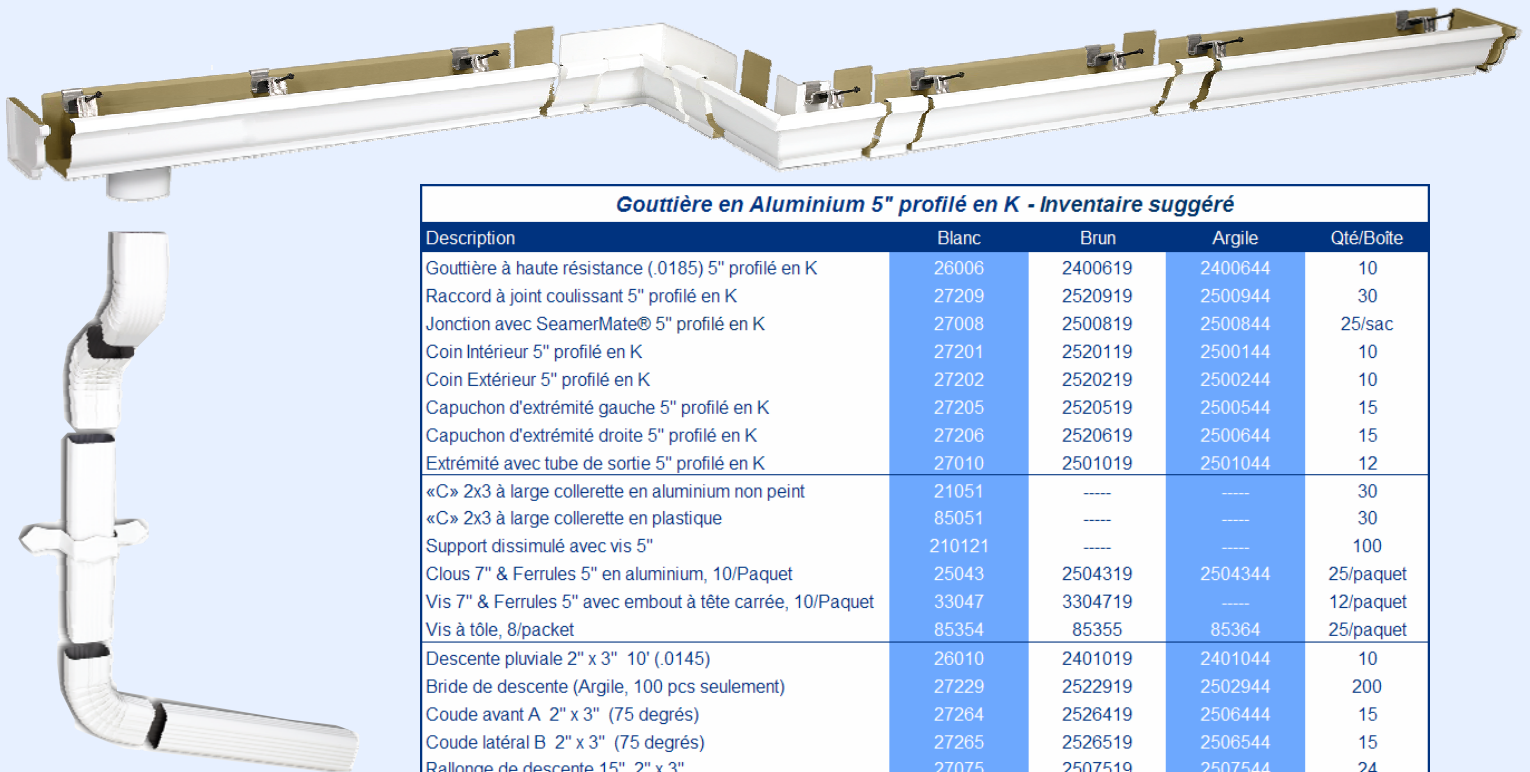 Gouttière en Aluminium 5" profilé en K - Inventaire suggéré
Description Blanc Brun Argile Qté/Boîte
Gouttière à haute résistance (.0185) 5" profilé en K 26006 2400619 2400644 10
Raccord à joint coulissant 5" profilé en K 27209 2520919 2500944 30
Jonction avec SeamerMate® 5" profilé en K 27008 2500819 2500844 25/sac
Coin Intérieur 5" profilé en K 27201 2520119 2500144 10
Coin Extérieur 5" profilé en K 27202 2520219 2500244 10
Capuchon d'extrémité gauche 5" profilé en K 27205 2520519 2500544 15
Capuchon d'extrémité droite 5" profilé en K 27206 2520619 2500644 15
Extrémité avec tube de sortie 5" profilé en K 27010 2501019 2501044 12
«C» 2x3 à large collerette en aluminium non peint 21051 ----- ----- 30
«C» 2x3 à large collerette en plastique 85051 ----- ----- 30
Support dissimulé avec vis 5" 210121 ----- ----- 100
Clous 7" & Ferrules 5" en aluminium, 10/Paquet 25043 2504319 2504344 25/paquet
Vis 7" & Ferrules 5" avec embout à tête carrée, 10/Paquet 33047 3304719 ----- 12/paquet
Vis à tôle, 8/packet 85354 85355 85364 25/paquet
Descente pluviale 2" x 3" 10' (.0145) 26010 2401019 2401044 10
Bride de descente (Argile, 100 pcs seulement) 27229 2522919 2502944 200
Coude avant A 2" x 3" (75 degrés) 27264 2526419 2506444 15
Coude latéral B 2" x 3" (75 degrés) 27265 2526519 2506544 15
Rallonge de descente 15" 2" x 3" 27075 2507519 2507544 24